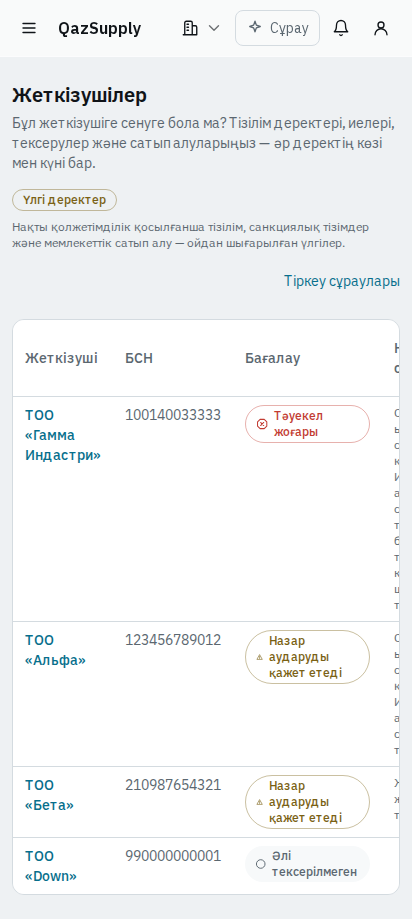 QazSupply
Сұрау
Жеткізушілер
Бұл жеткізушіге сенуге бола ма? Тізілім деректері, иелері,
тексерулер және сатып алуларыңыз — әр деректің көзі
мен күні бар.
Үлгі деректер
Нақты қолжетімділік қосылғанша тізілім, санкциялық тізімдер
және мемлекеттік сатып алу — ойдан шығарылған үлгілер.
Тіркеу сұраулары
Жеткізуші БСН Бағалау
ТОО
«Гамма
Индастри»
100140033333
Тәуекел
жоғары
ТОО
«Альфа»
123456789012
Назар
аударуды
қажет етеді
ТОО
«Бета»
210987654321
Назар
аударуды
қажет етеді
ТОО
«Down»
990000000001
Әлі
тексерілмеген